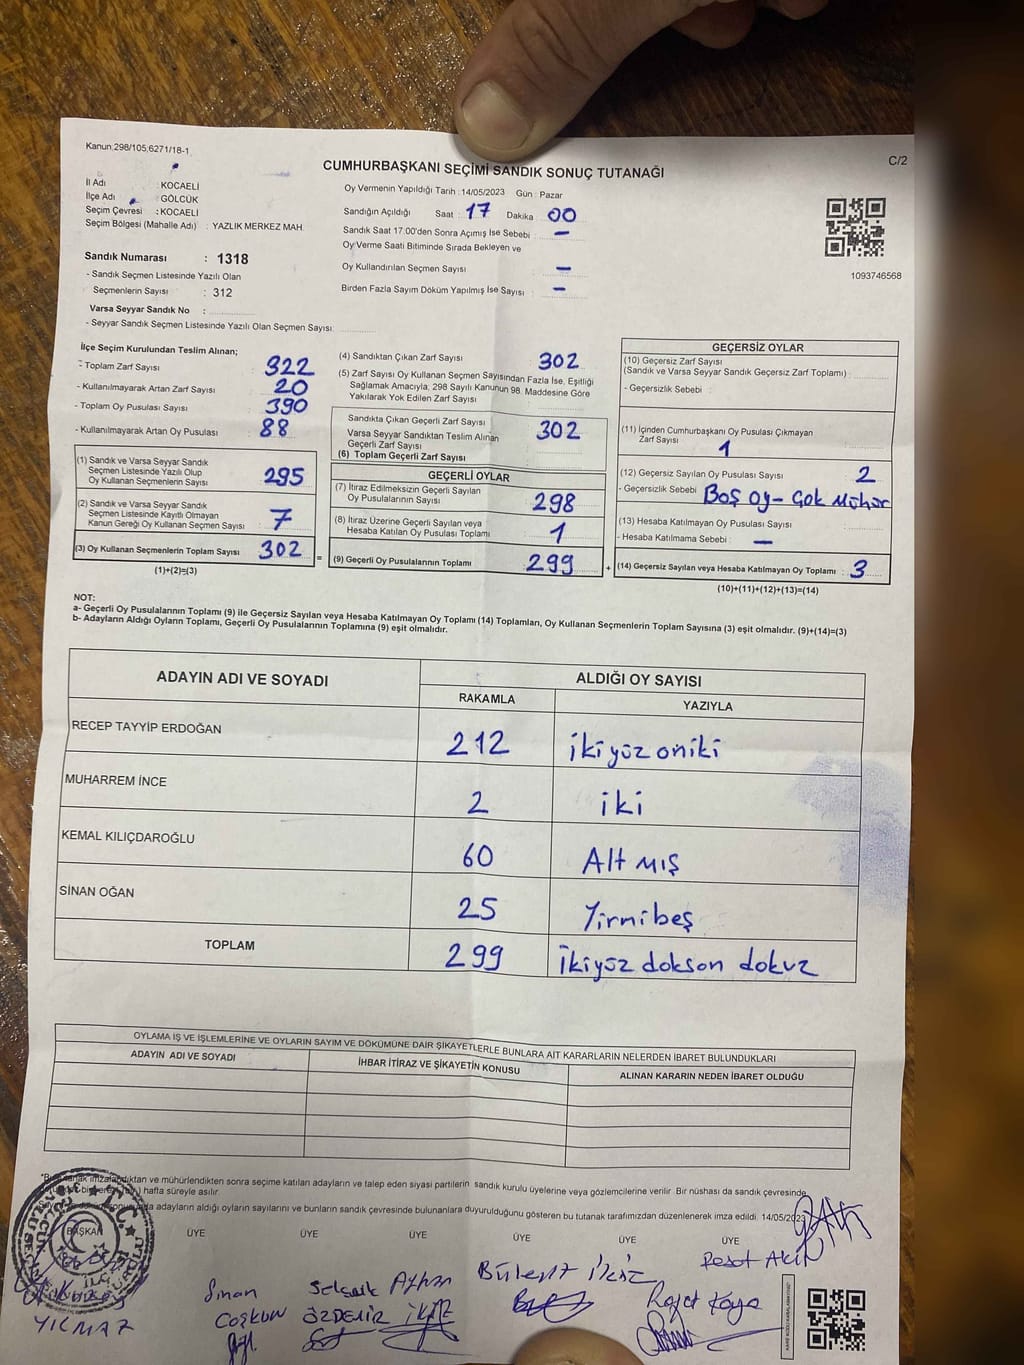 Kanun;298/105;6271/18-1
C/2
CUMHURBAŞKANI SEÇİMİ SANDIK SONUÇ TUTANAĞI
İl Adı : KOCAELİ
İlçe Adı : GÖLCÜK
Seçim Çevresi : KOCAELİ
Seçim Bölgesi (Mahalle Adı) : YAZLIK MERKEZ MAH.
Oy Vermenin Yapıldığı Tarih : 14/05/2023 Gün : Pazar
Sandığın Açıldığı Saat : 17 Dakika 00
Sandık Saat 17:00'den Sonra Açımış İse Sebebi : –
Oy Verme Saati Bitiminde Sırada Bekleyen ve
Oy Kullandırılan Seçmen Sayısı –
Birden Fazla Sayım Döküm Yapılmış İse Sayısı –
1093746568
Sandık Numarası : 1318
- Sandık Seçmen Listesinde Yazılı Olan
Seçmenlerin Sayısı : 312
Varsa Seyyar Sandık No :
- Seyyar Sandık Seçmen Listesinde Yazılı Olan Seçmen Sayısı:
İlçe Seçim Kurulundan Teslim Alınan;
- Toplam Zarf Sayısı 322
- Kullanılmayarak Artan Zarf Sayısı 20
- Toplam Oy Pusulası Sayısı 390
- Kullanılmayarak Artan Oy Pusulası 88
(1) Sandık ve Varsa Seyyar Sandık
Seçmen Listesinde Yazılı Olup
Oy Kullanan Seçmenlerin Sayısı 295
(2) Sandık ve Varsa Seyyar Sandık
Seçmen Listesinde Kayıtlı Olmayan
Kanun Gereği Oy Kullanan Seçmen Sayısı 7
(3) Oy Kullanan Seçmenlerin Toplam Sayısı 302 =
(1)+(2)=(3)
(4) Sandıktan Çıkan Zarf Sayısı 302
(5) Zarf Sayısı Oy Kullanan Seçmen Sayısından Fazla İse, Eşitliği
Sağlamak Amacıyla; 298 Sayılı Kanunun 98. Maddesine Göre
Yakılarak Yok Edilen Zarf Sayısı
Sandıkta Çıkan Geçerli Zarf Sayısı 302
Varsa Seyyar Sandıktan Teslim Alınan
Geçerli Zarf Sayısı
(6) Toplam Geçerli Zarf Sayısı
GEÇERLİ OYLAR
(7) İtiraz Edilmeksizin Geçerli Sayılan
Oy Pusulalarının Sayısı 298
(8) İtiraz Üzerine Geçerli Sayılan veya
Hesaba Katılan Oy Pusulası Toplamı 1
(9) Geçerli Oy Pusulalarının Toplamı 299 +
GEÇERSİZ OYLAR
(10) Geçersiz Zarf Sayısı
(Sandık ve Varsa Seyyar Sandık Geçersiz Zarf Toplamı)
- Geçersizlik Sebebi :
(11) İçinden Cumhurbaşkanı Oy Pusulası Çıkmayan
Zarf Sayısı 1
(12) Geçersiz Sayılan Oy Pusulası Sayısı 2
- Geçersizlik Sebebi Boş oy- Çok Mühür
(13) Hesaba Katılmayan Oy Pusulası Sayısı
- Hesaba Katılmama Sebebi : –
(14) Geçersiz Sayılan veya Hesaba Katılmayan Oy Toplamı : 3
(10)+(11)+(12)+(13)=(14)
NOT:
a- Geçerli Oy Pusulalarının Toplamı (9) ile Geçersiz Sayılan veya Hesaba Katılmayan Oy Toplamı (14) Toplamları, Oy Kullanan Seçmenlerin Toplam Sayısına (3) eşit olmalıdır. (9)+(14)=(3)
b- Adayların Aldığı Oyların Toplamı, Geçerli Oy Pusulalarının Toplamına (9) eşit olmalıdır.
ADAYIN ADI VE SOYADI ALDIĞI OY SAYISI
RAKAMLA YAZIYLA
RECEP TAYYİP ERDOĞAN 212 ikiyüz oniki
MUHARREM İNCE 2 iki
KEMAL KILIÇDAROĞLU 60 Altmış
SİNAN OĞAN 25 Yirmibeş
TOPLAM 299 ikiyüz dokson dokuz
OYLAMA İŞ VE İŞLEMLERİNE VE OYLARIN SAYIM VE DÖKÜMÜNE DAİR ŞİKAYETLERLE BUNLARA AİT KARARLARIN NELERDEN İBARET BULUNDUKLARI
ADAYIN ADI VE SOYADI İHBAR İTİRAZ VE ŞİKAYETİN KONUSU ALINAN KARARIN NEDEN İBARET OLDUĞU
imzalandıktan ve mühürlendikten sonra seçime katılan adayların ve talep eden siyasi partilerin sandık kurulu üyelerine veya gözlemcilerine verilir. Bir nüshası da sandık çevresinde
hafta süreyle asılır.
adayların aldığı oyların sayılarını ve bunların sandık çevresinde bulunanlara duyurulduğunu gösteren bu tutanak tarafımızdan düzenlenerek imza edildi. 14/05/2023
BAŞKAN ÜYE ÜYE ÜYE ÜYE ÜYE ÜYE
YILMAZ
Sinan
Coşkun
Selçuk
ÖZDEMİR
Ayhan
Bülent
Reşat Akın
Kaya